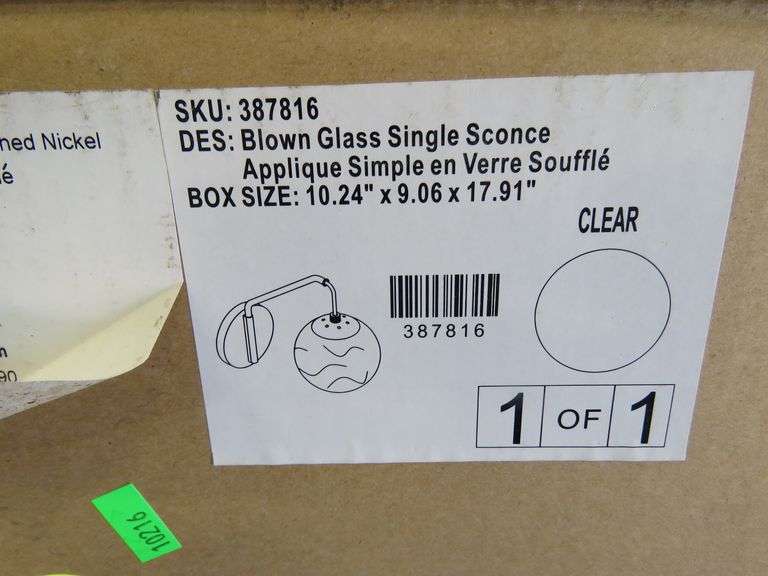 ned Nickel
é
SKU: 387816
DES: Blown Glass Single Sconce
Applique Simple en Verre Soufflé
BOX SIZE: 10.24" x 9.06 x 17.91"
CLEAR
387816
1 OF 1
n
90
10216